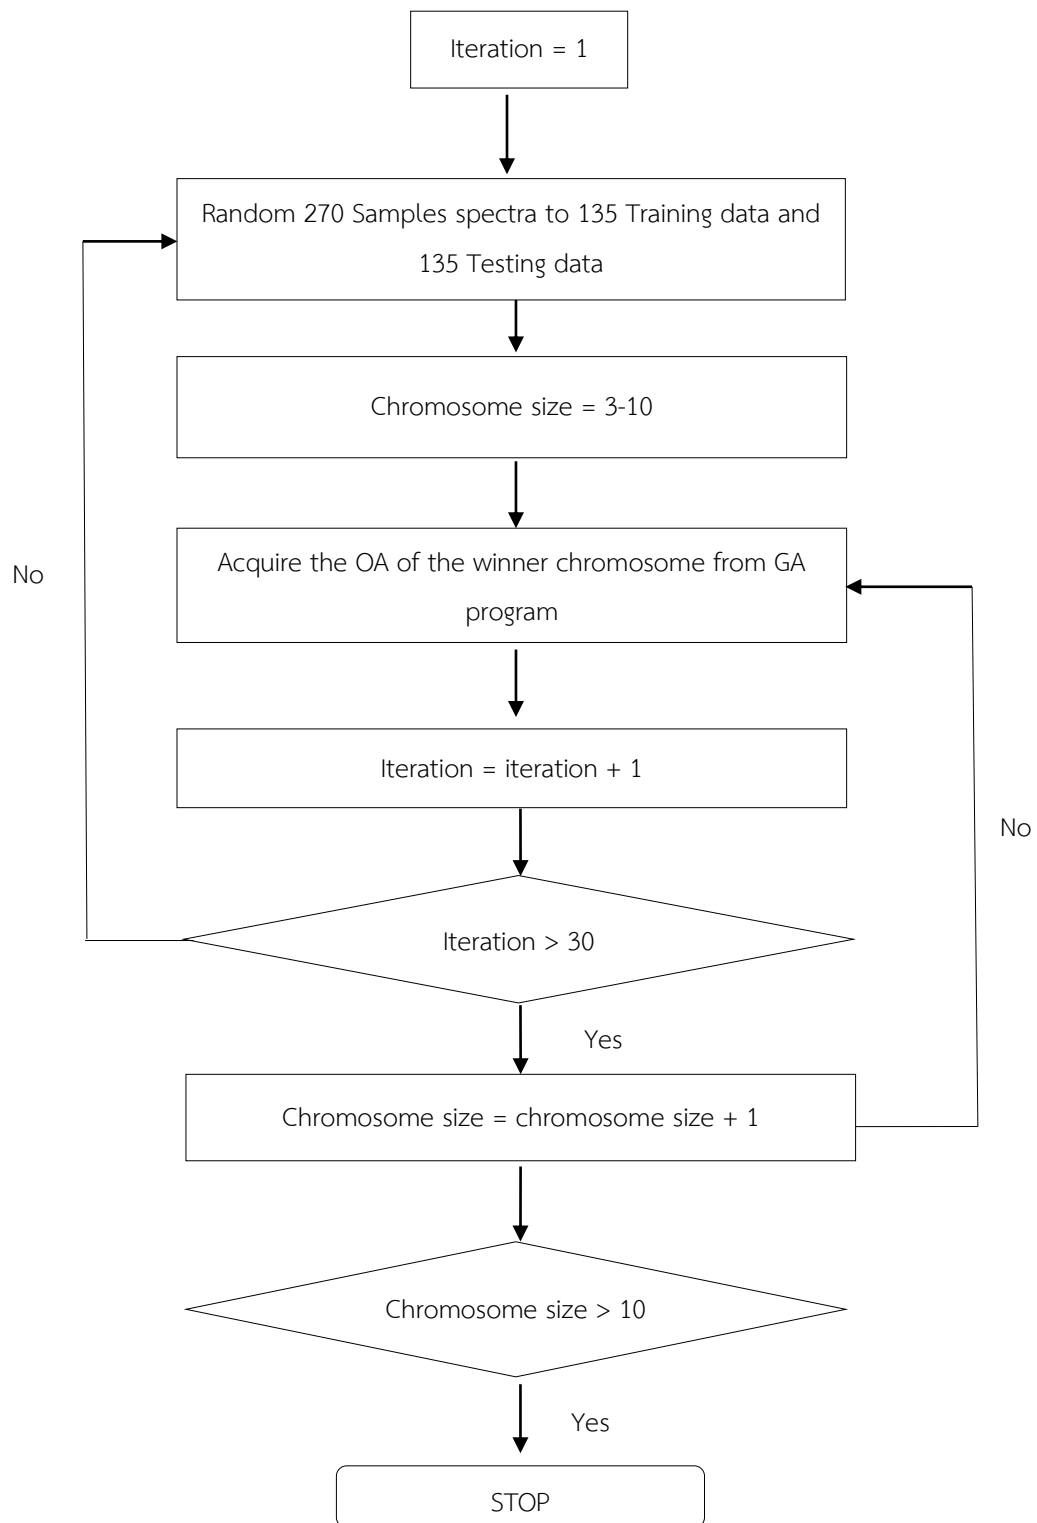 Iteration = 1
Random 270 Samples spectra to 135 Training data and
135 Testing data
Chromosome size = 3-10
Acquire the OA of the winner chromosome from GA
program
No
Iteration = iteration + 1
No
Iteration > 30
Yes
Chromosome size = chromosome size + 1
Chromosome size > 10
Yes
STOP